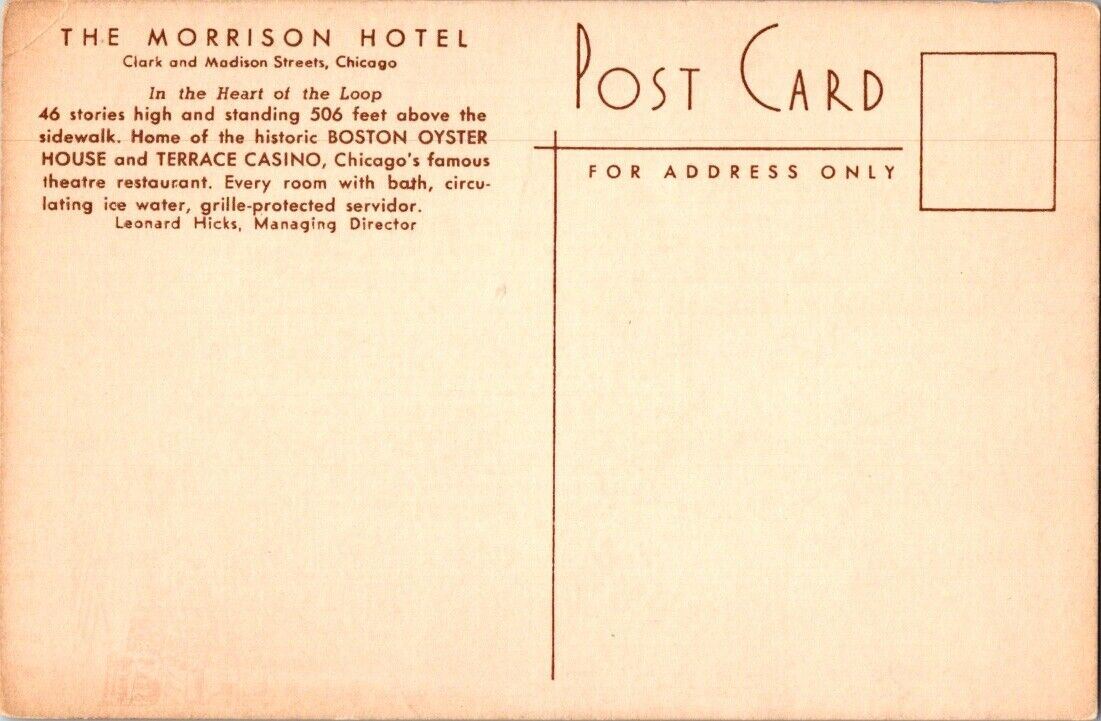 THE MORRISON HOTEL
Clark and Madison Streets, Chicago
In the Heart of the Loop
46 stories high and standing 506 feet above the
sidewalk. Home of the historic BOSTON OYSTER
HOUSE and TERRACE CASINO, Chicago's famous
theatre restaurant. Every room with bath, circu-
lating ice water, grille-protected servidor.
Leonard Hicks, Managing Director
POST CARD
FOR ADDRESS ONLY